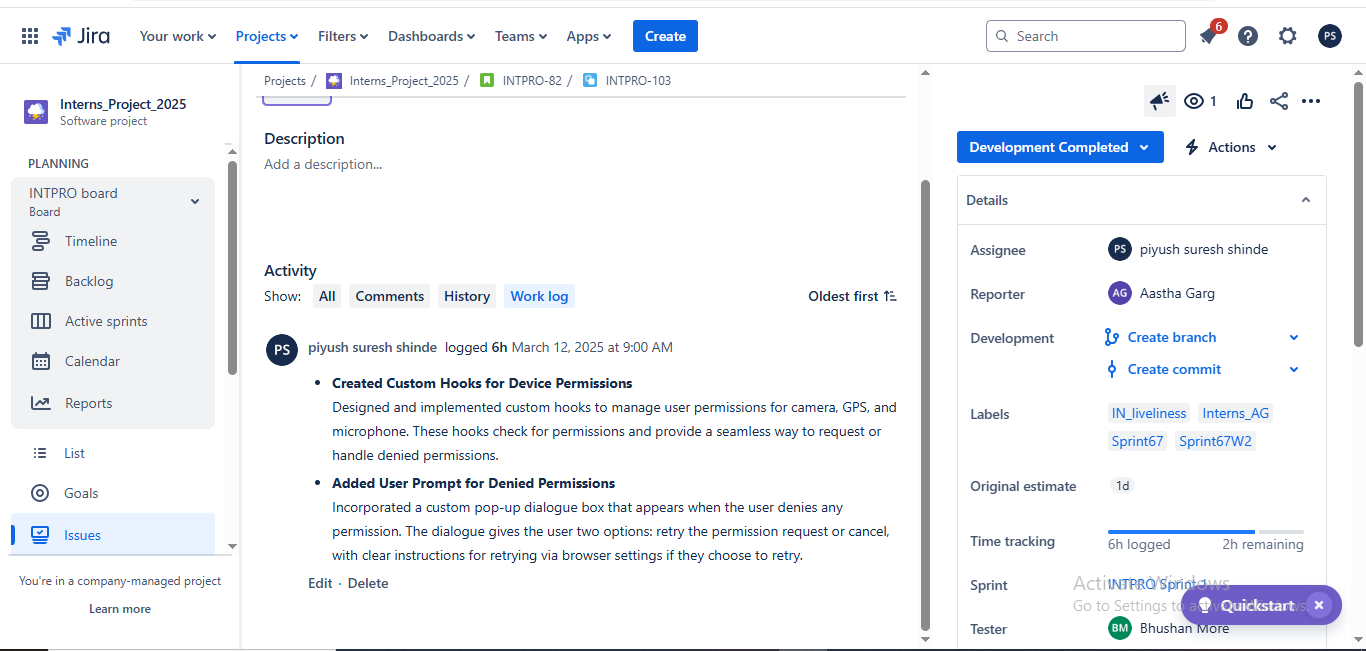 Jira
Your work
Projects
Filters
Dashboards
Teams
Apps
Create
Search
6
PS
Interns_Project_2025
Software project
PLANNING
INTPRO board
Board
Timeline
Backlog
Active sprints
Calendar
Reports
List
Goals
Issues
You're in a company-managed project
Learn more
Projects / Interns_Project_2025 / INTPRO-82 / INTPRO-103
Description
Add a description...
Activity
Show: All Comments History Work log Oldest first
PS piyush suresh shinde logged 6h March 12, 2025 at 9:00 AM
• Created Custom Hooks for Device Permissions
Designed and implemented custom hooks to manage user permissions for camera, GPS, and
microphone. These hooks check for permissions and provide a seamless way to request or
handle denied permissions.
• Added User Prompt for Denied Permissions
Incorporated a custom pop-up dialogue box that appears when the user denies any
permission. The dialogue gives the user two options: retry the permission request or cancel,
with clear instructions for retrying via browser settings if they choose to retry.
Edit · Delete
1
Development Completed
Actions
Details
Assignee PS piyush suresh shinde
Reporter AG Aastha Garg
Development Create branch
Create commit
Labels IN_liveliness Interns_AG
Sprint67 Sprint67W2
Original estimate 1d
Time tracking 6h logged 2h remaining
Sprint INTPRO Sprint
Activate Windows
Go to Settings to activate Windows.
Quickstart
Tester BM Bhushan More